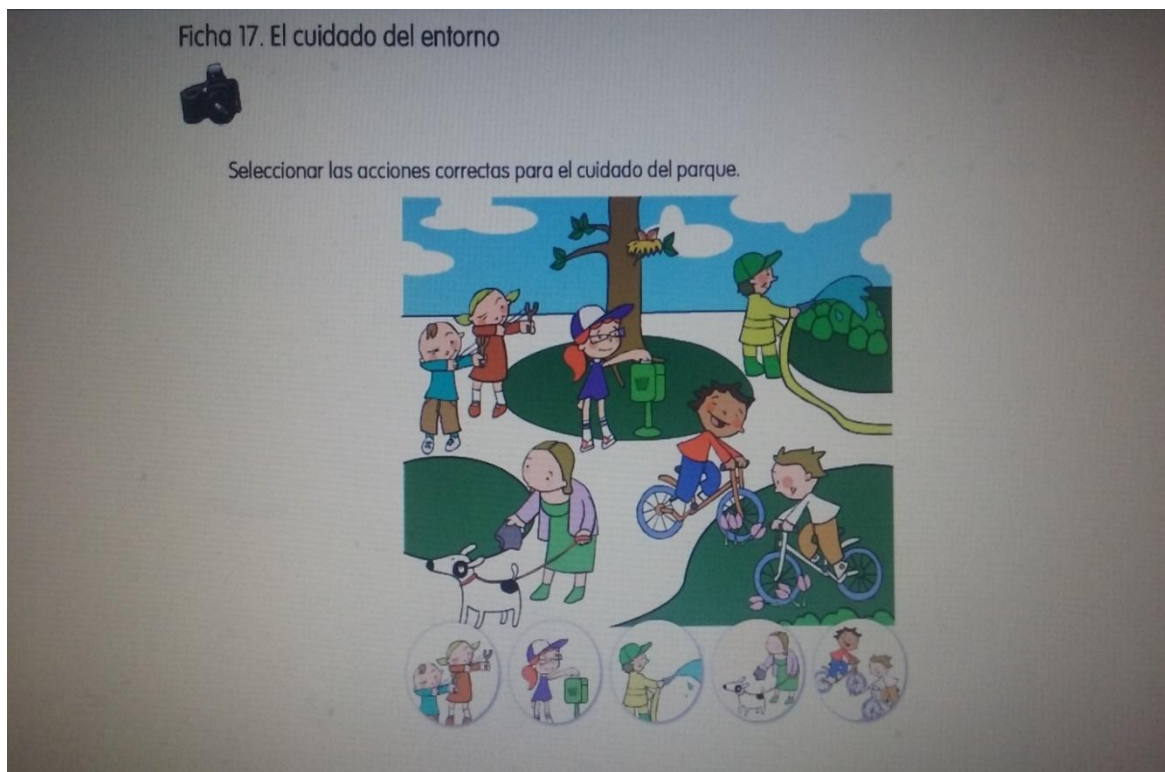 Ficha 17. El cuidado del entorno
Seleccionar las acciones correctas para el cuidado del parque.